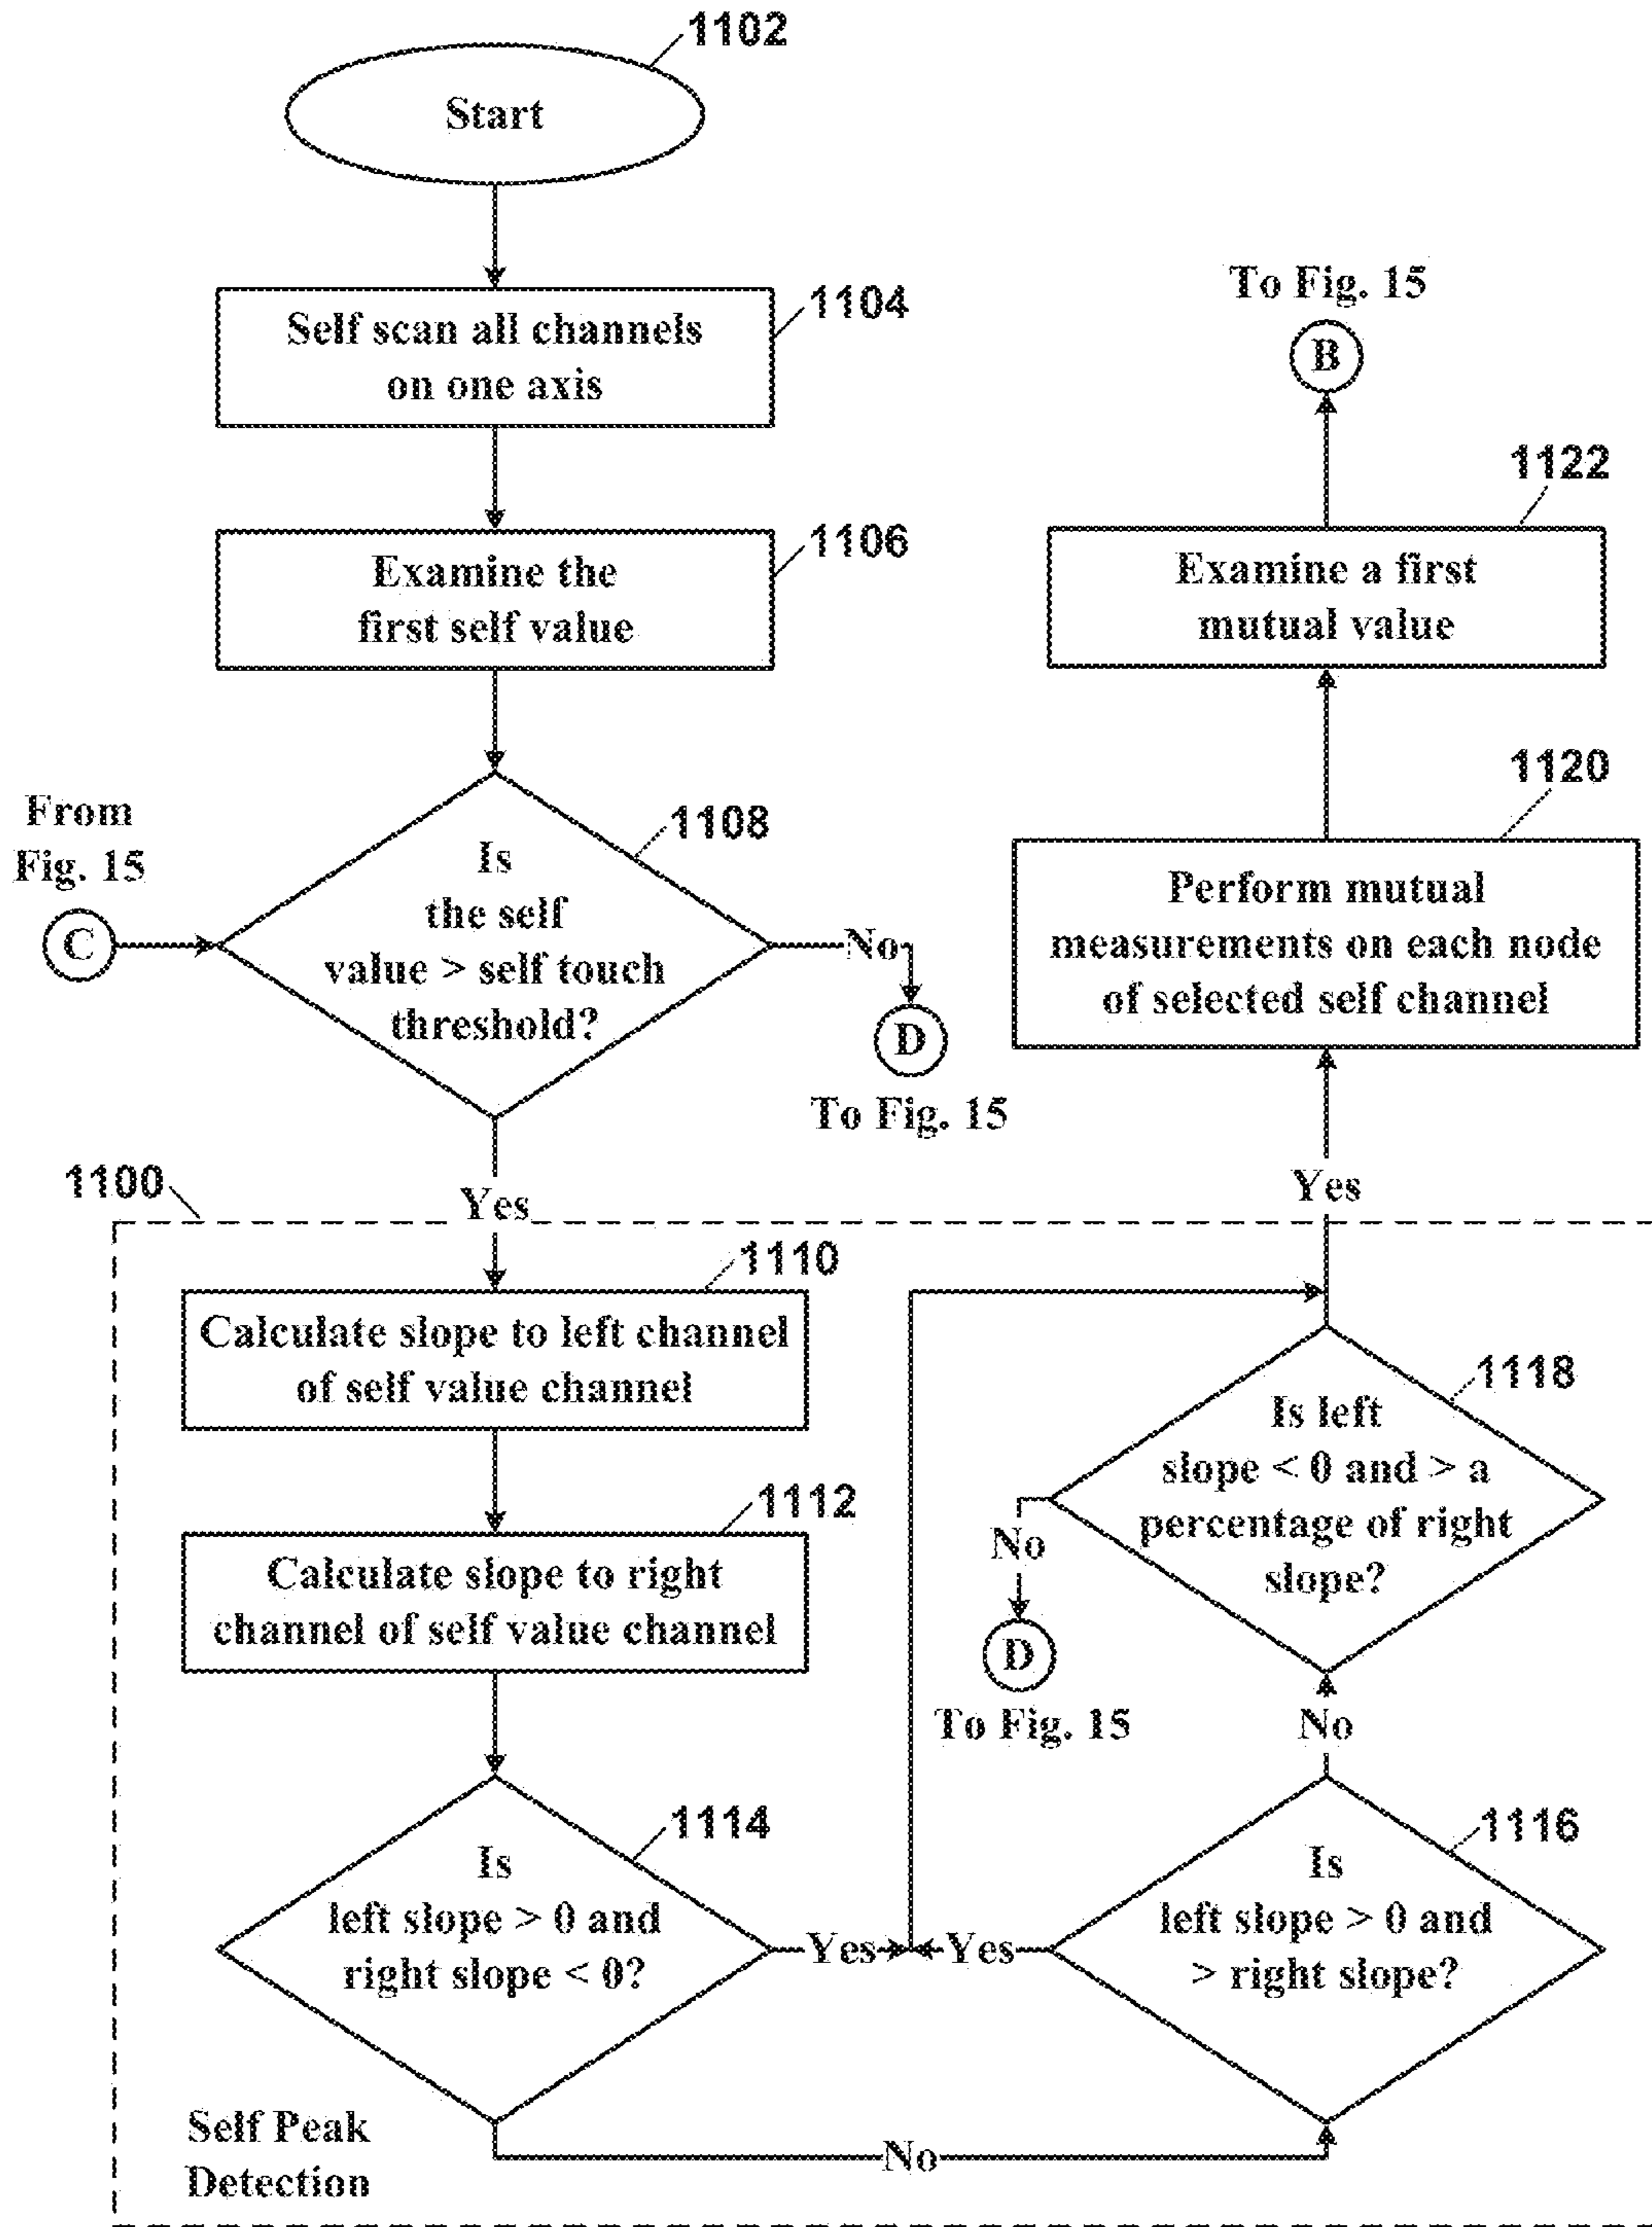 1102
Start
1104
Self scan all channels
on one axis
1106
Examine the
first self value
From
Fig. 15
C
1108
Is
the self
value > self touch
threshold?
No
D
To Fig. 15
Yes
1100
1110
Calculate slope to left channel
of self value channel
1112
Calculate slope to right
channel of self value channel
1114
Is
left slope > 0 and
right slope < 0?
Yes
No
Self Peak
Detection
1116
Is
left slope > 0 and
> right slope?
Yes
No
1118
Is left
slope < 0 and > a
percentage of right
slope?
No
D
To Fig. 15
Yes
1120
Perform mutual
measurements on each node
of selected self channel
1122
Examine a first
mutual value
B
To Fig. 15